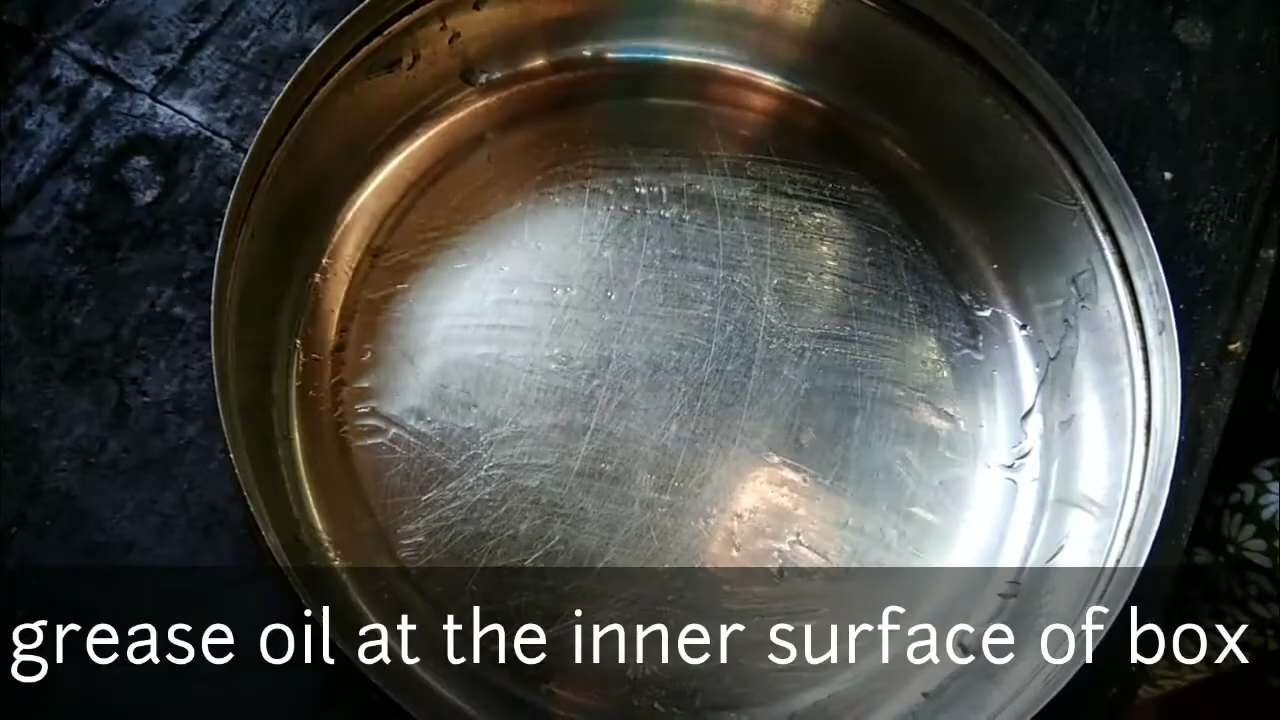 grease oil at the inner surface of box